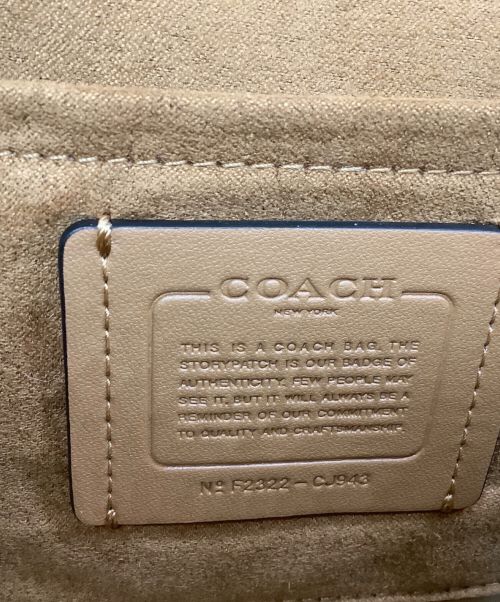 COACH
NEW YORK
THIS IS A COACH BAG. THE
STORYPATCH IS OUR BADGE OF
AUTHENTICITY. FEW PEOPLE MAY
SEE IT, BUT IT WILL ALWAYS BE A
REMINDER OF OUR COMMITMENT
TO QUALITY AND CRAFTSMANSHIP.
Nº F2322-CJ943